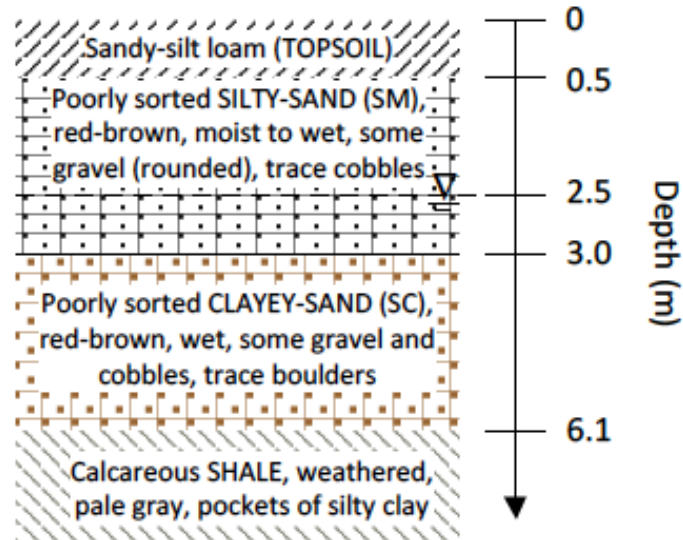 0
Sandy-silt loam (TOPSOIL)
0.5
Poorly sorted SILTY-SAND (SM),
red-brown, moist to wet, some
gravel (rounded), trace cobbles
2.5
3.0
Depth (m)
Poorly sorted CLAYEY-SAND (SC),
red-brown, wet, some gravel and
cobbles, trace boulders
6.1
Calcareous SHALE, weathered,
pale gray, pockets of silty clay